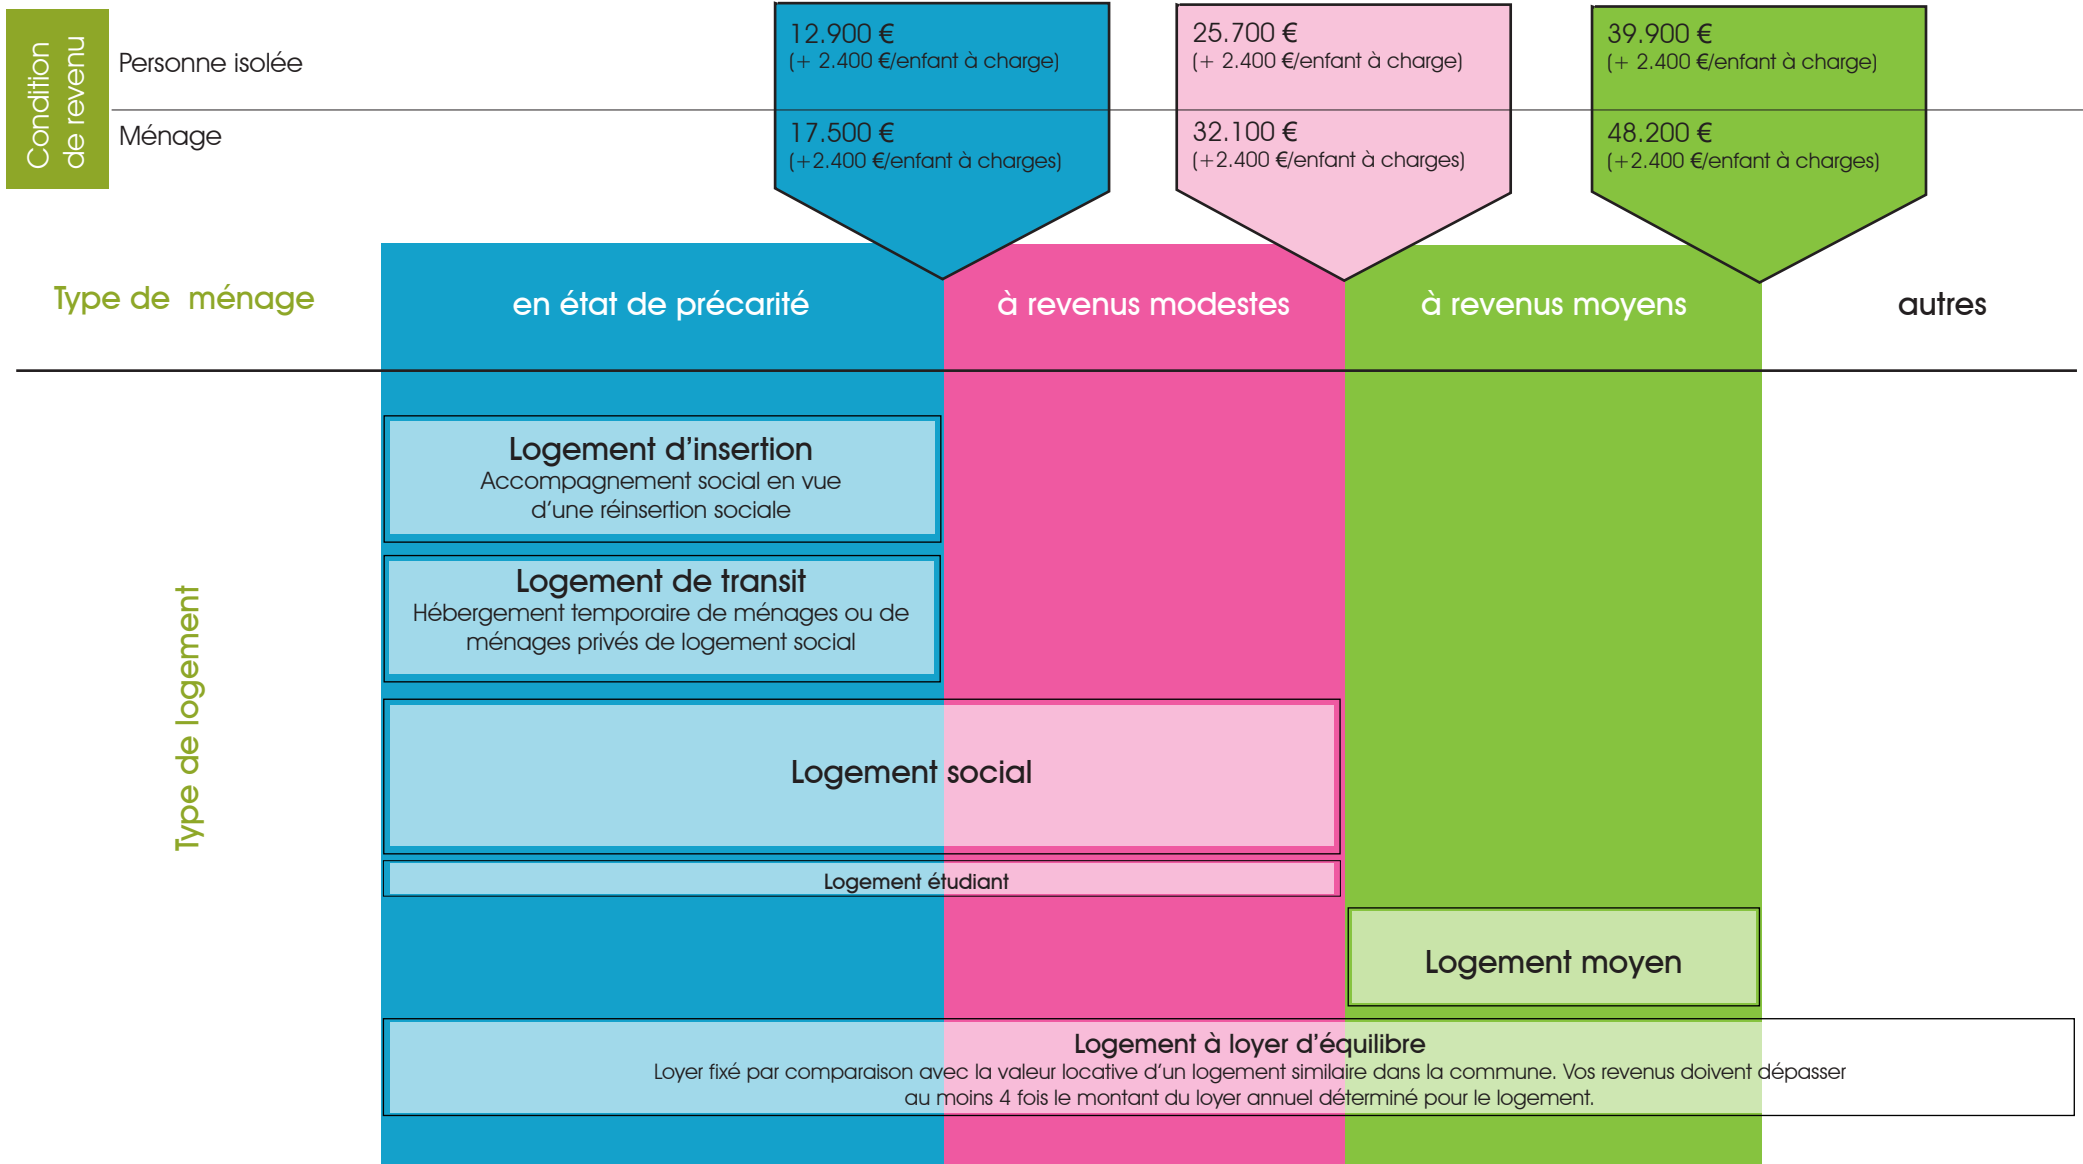 Condition
de revenu
Personne isolée
12.900 €
(+ 2.400 €/enfant à charge)
25.700 €
(+ 2.400 €/enfant à charge)
39.900 €
(+ 2.400 €/enfant à charge)
Ménage
17.500 €
(+2.400 €/enfant à charges)
32.100 €
(+2.400 €/enfant à charges)
48.200 €
(+2.400 €/enfant à charges)
Type de ménage
en état de précarité
à revenus modestes
à revenus moyens
autres
Type de logement
Logement d'insertion
Accompagnement social en vue
d'une réinsertion sociale
Logement de transit
Hébergement temporaire de ménages ou de
ménages privés de logement social
Logement social
Logement étudiant
Logement moyen
Logement à loyer d'équilibre
Loyer fixé par comparaison avec la valeur locative d'un logement similaire dans la commune. Vos revenus doivent dépasser
au moins 4 fois le montant du loyer annuel déterminé pour le logement.